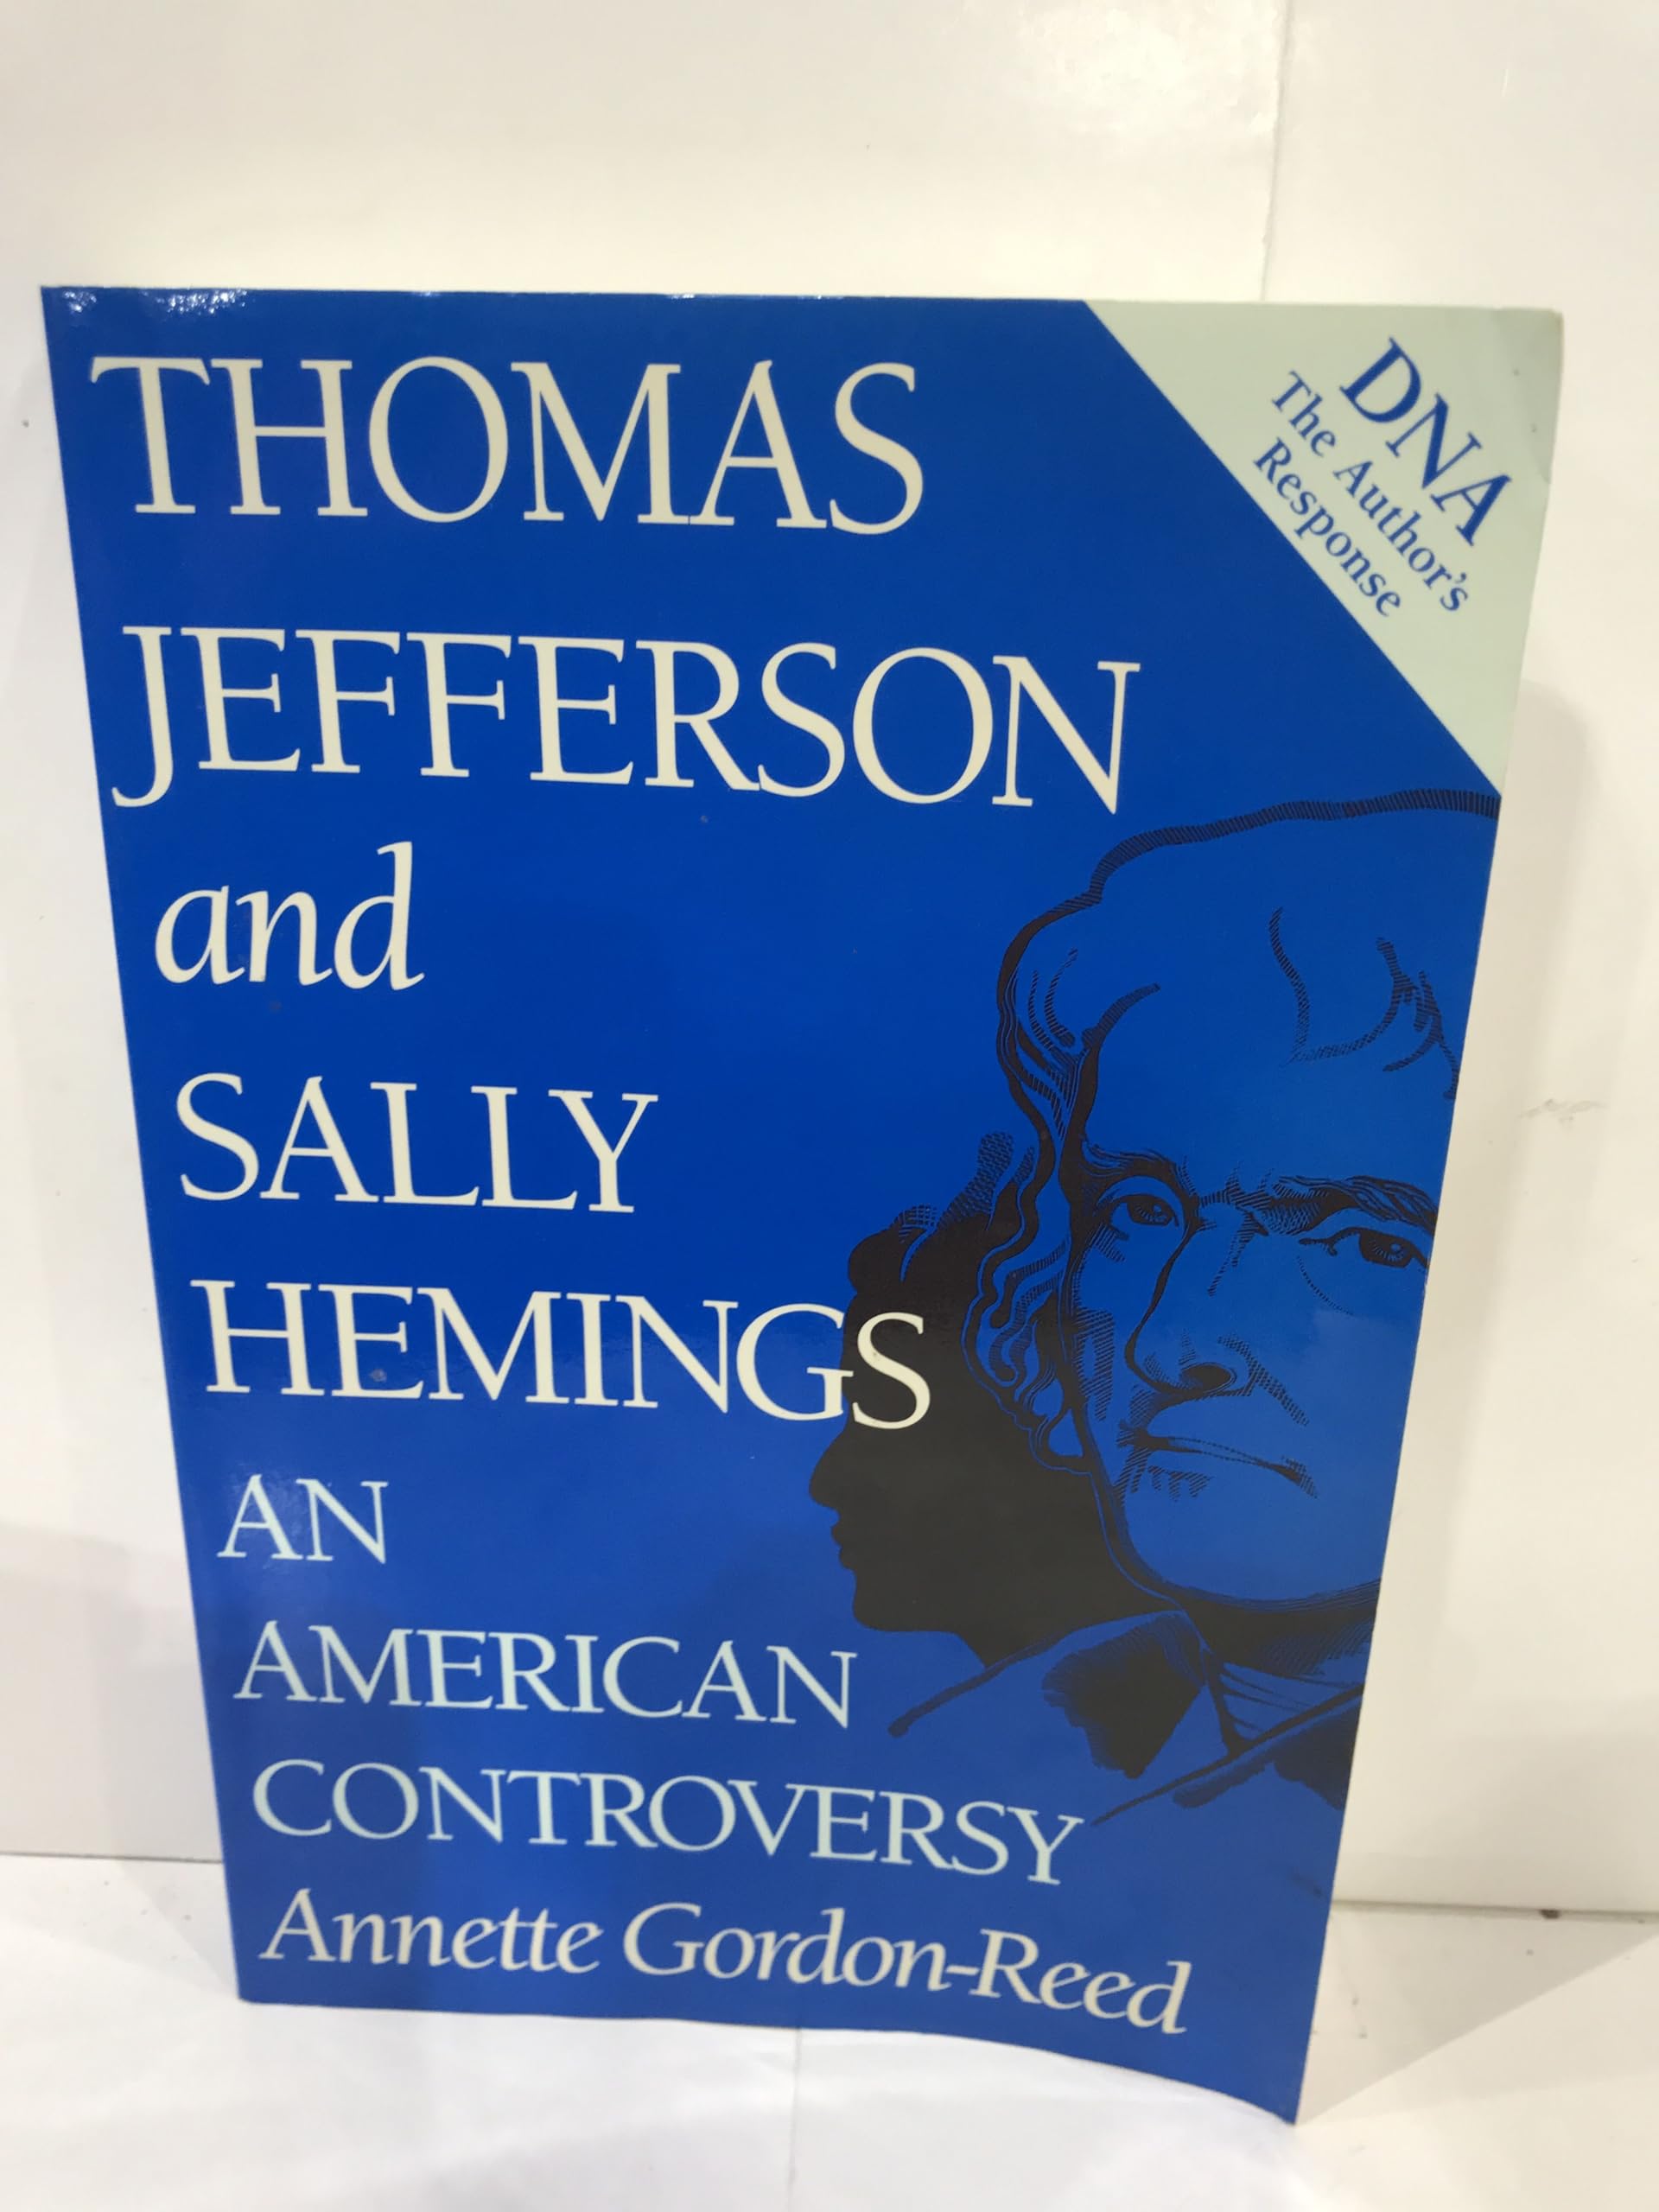 THOMAS
JEFFERSON
and
SALLY
HEMINGS
AN
AMERICAN
CONTROVERSY
Annette Gordon-Reed
DNA
The Author's
Response